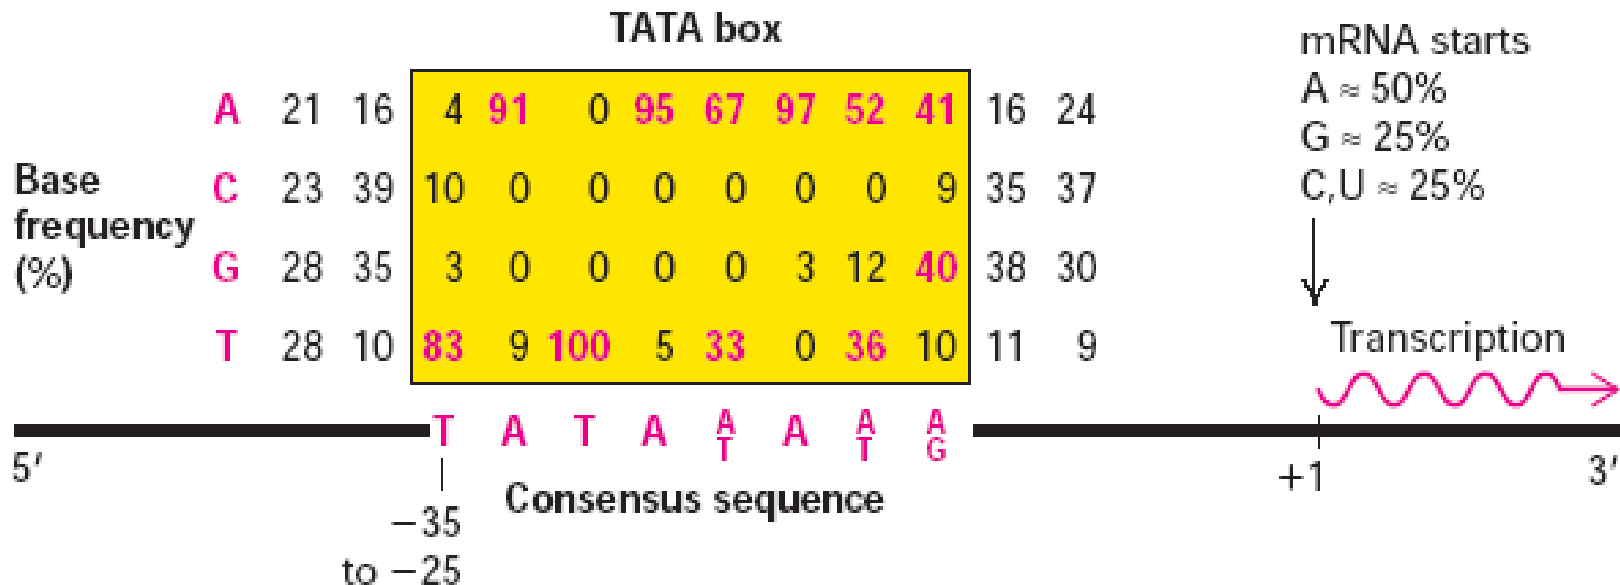 TATA box
mRNA starts
A ≈ 50%
G ≈ 25%
C,U ≈ 25%
Base
frequency
(%)
A 21 16 4 91 0 95 67 97 52 41 16 24
C 23 39 10 0 0 0 0 0 0 9 35 37
G 28 35 3 0 0 0 0 3 12 40 38 30
T 28 10 83 9 100 5 33 0 36 10 11 9
Transcription
T A T A A/T A A/T A/G
5′
+1
3′
Consensus sequence
−35
to −25